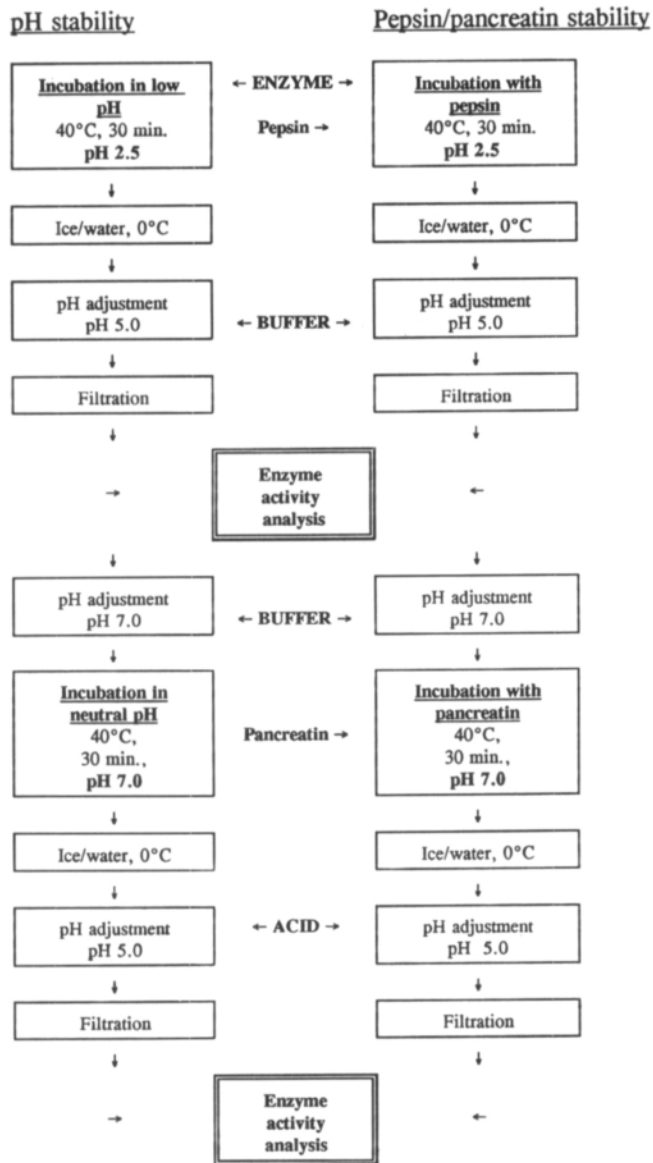 pH stability
Pepsin/pancreatin stability
Incubation in low
pH
40°C, 30 min.
pH 2.5
← ENZYME →
Pepsin →
Incubation with
pepsin
40°C, 30 min.
pH 2.5
↓
↓
Ice/water, 0°C
Ice/water, 0°C
↓
↓
pH adjustment
pH 5.0
← BUFFER →
pH adjustment
pH 5.0
↓
↓
Filtration
Filtration
↓
↓
→
Enzyme
activity
analysis
←
↓
↓
pH adjustment
pH 7.0
← BUFFER →
pH adjustment
pH 7.0
↓
↓
Incubation in
neutral pH
40°C,
30 min.,
pH 7.0
Pancreatin →
Incubation with
pancreatin
40°C,
30 min.,
pH 7.0
↓
↓
Ice/water, 0°C
Ice/water, 0°C
↓
↓
pH adjustment
pH 5.0
← ACID →
pH adjustment
pH 5.0
↓
↓
Filtration
Filtration
↓
↓
→
Enzyme
activity
analysis
←